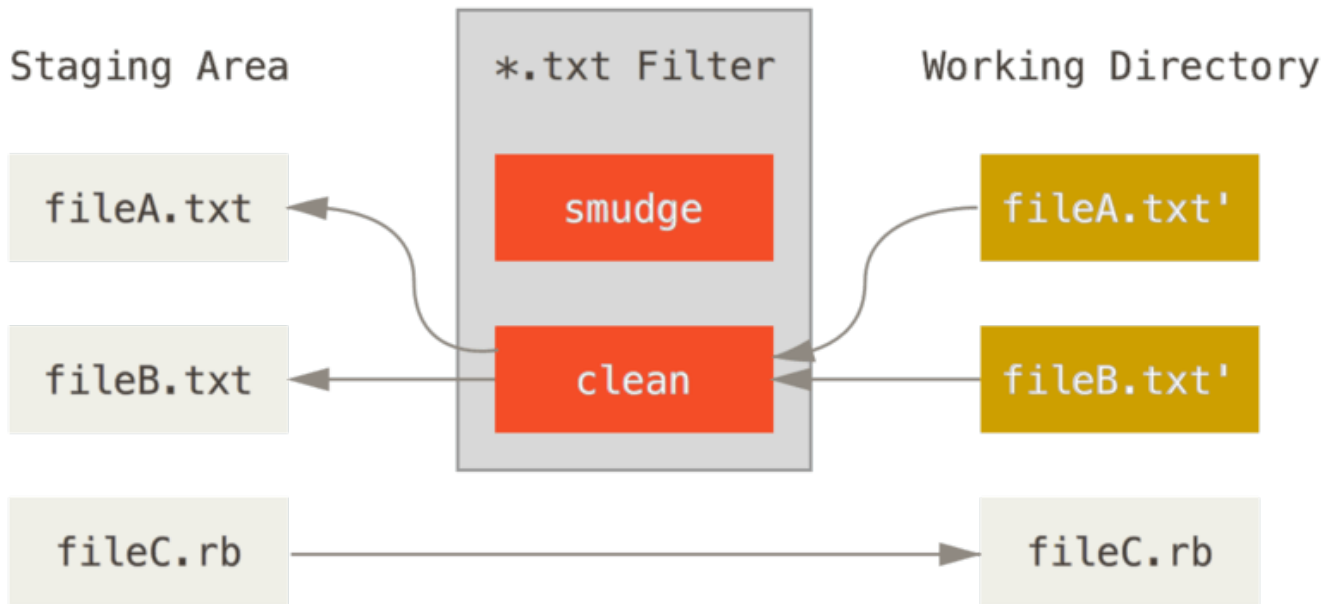 Staging Area
*.txt Filter
Working Directory
fileA.txt
smudge
fileA.txt'
fileB.txt
clean
fileB.txt'
fileC.rb
fileC.rb